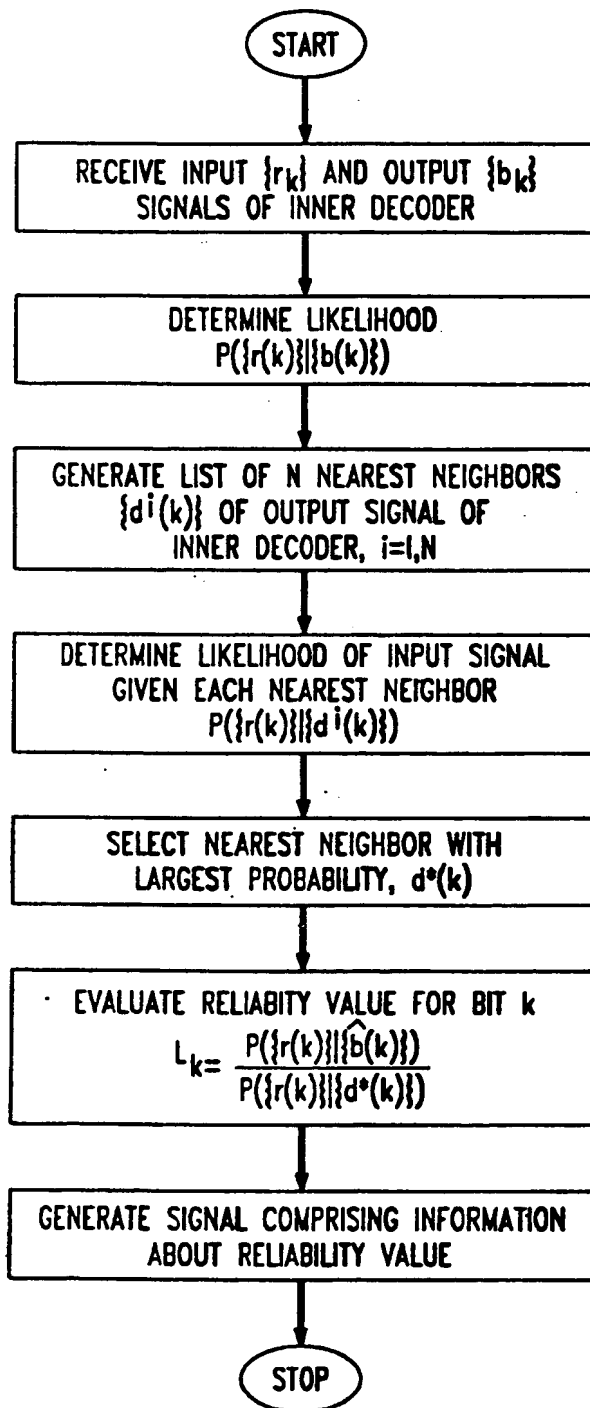 START
RECEIVE INPUT {r_k} AND OUTPUT {b_k}
SIGNALS OF INNER DECODER
DETERMINE LIKELIHOOD
P({r(k)}|{b(k)})
GENERATE LIST OF N NEAREST NEIGHBORS
{d^i(k)} OF OUTPUT SIGNAL OF
INNER DECODER, i=I,N
DETERMINE LIKELIHOOD OF INPUT SIGNAL
GIVEN EACH NEAREST NEIGHBOR
P({r(k)}|{d^i(k)})
SELECT NEAREST NEIGHBOR WITH
LARGEST PROBABILITY, d*(k)
EVALUATE RELIABITY VALUE FOR BIT k
L_k= P({r(k)}|{b̂(k)})
P({r(k)}|{d*(k)})
GENERATE SIGNAL COMPRISING INFORMATION
ABOUT RELIABILITY VALUE
STOP